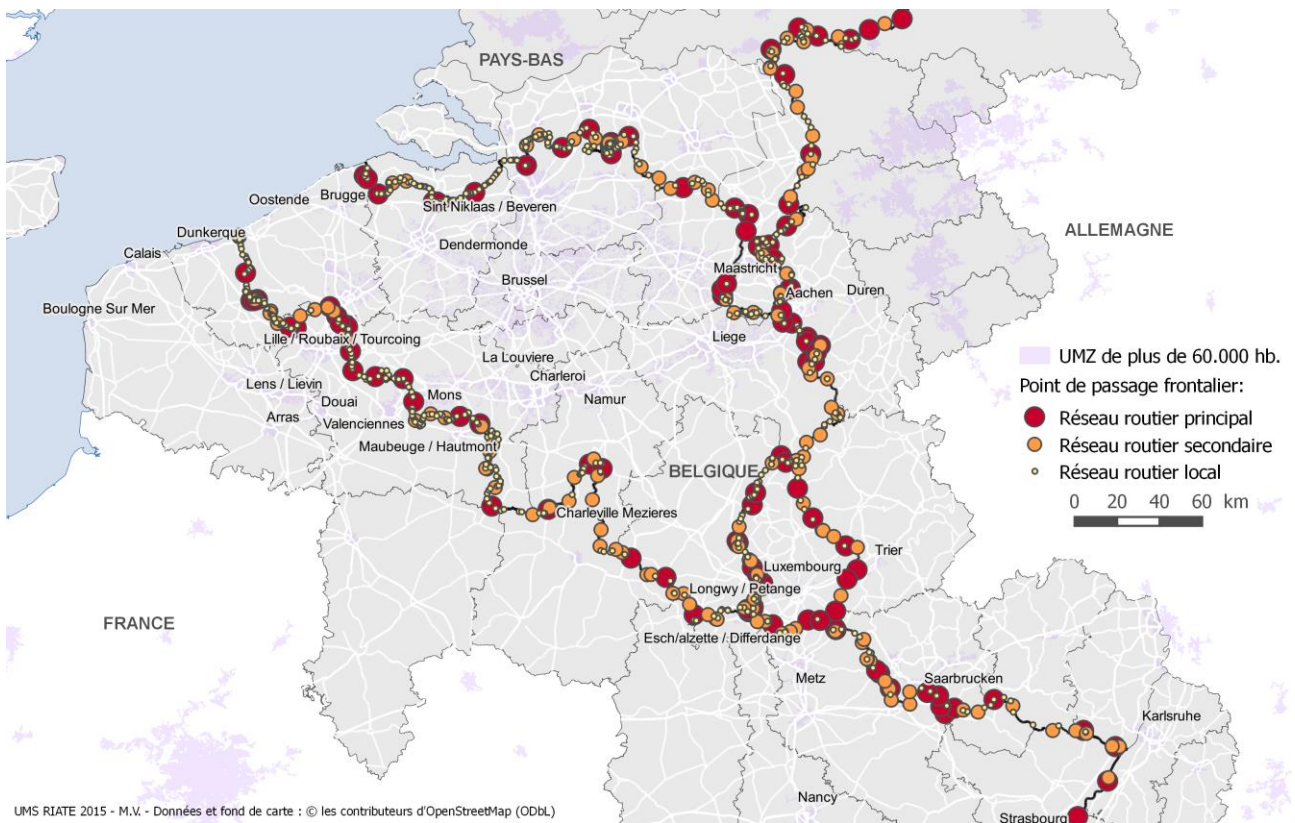 PAYS-BAS
Oostende
Brugge
Sint Niklaas / Beveren
Dunkerque
Calais
Dendermonde
ALLEMAGNE
Brussel
Maastricht
Aachen
Duren
Boulogne Sur Mer
Lille / Roubaix / Tourcoing
Liege
La Louviere
Charleroi
Lens / Lievin
Mons
Namur
Douai
Arras
Valenciennes
Maubeuge / Hautmont
BELGIQUE
Charleville Mezieres
Trier
Luxembourg
Longwy / Petange
FRANCE
Esch/alzette / Differdange
Metz
Saarbrucken
Karlsruhe
Nancy
Strasbourg
UMZ de plus de 60.000 hb.
Point de passage frontalier:
Réseau routier principal
Réseau routier secondaire
Réseau routier local
0 20 40 60 km
UMS RIATE 2015 - M.V. - Données et fond de carte : © les contributeurs d'OpenStreetMap (ODbL)